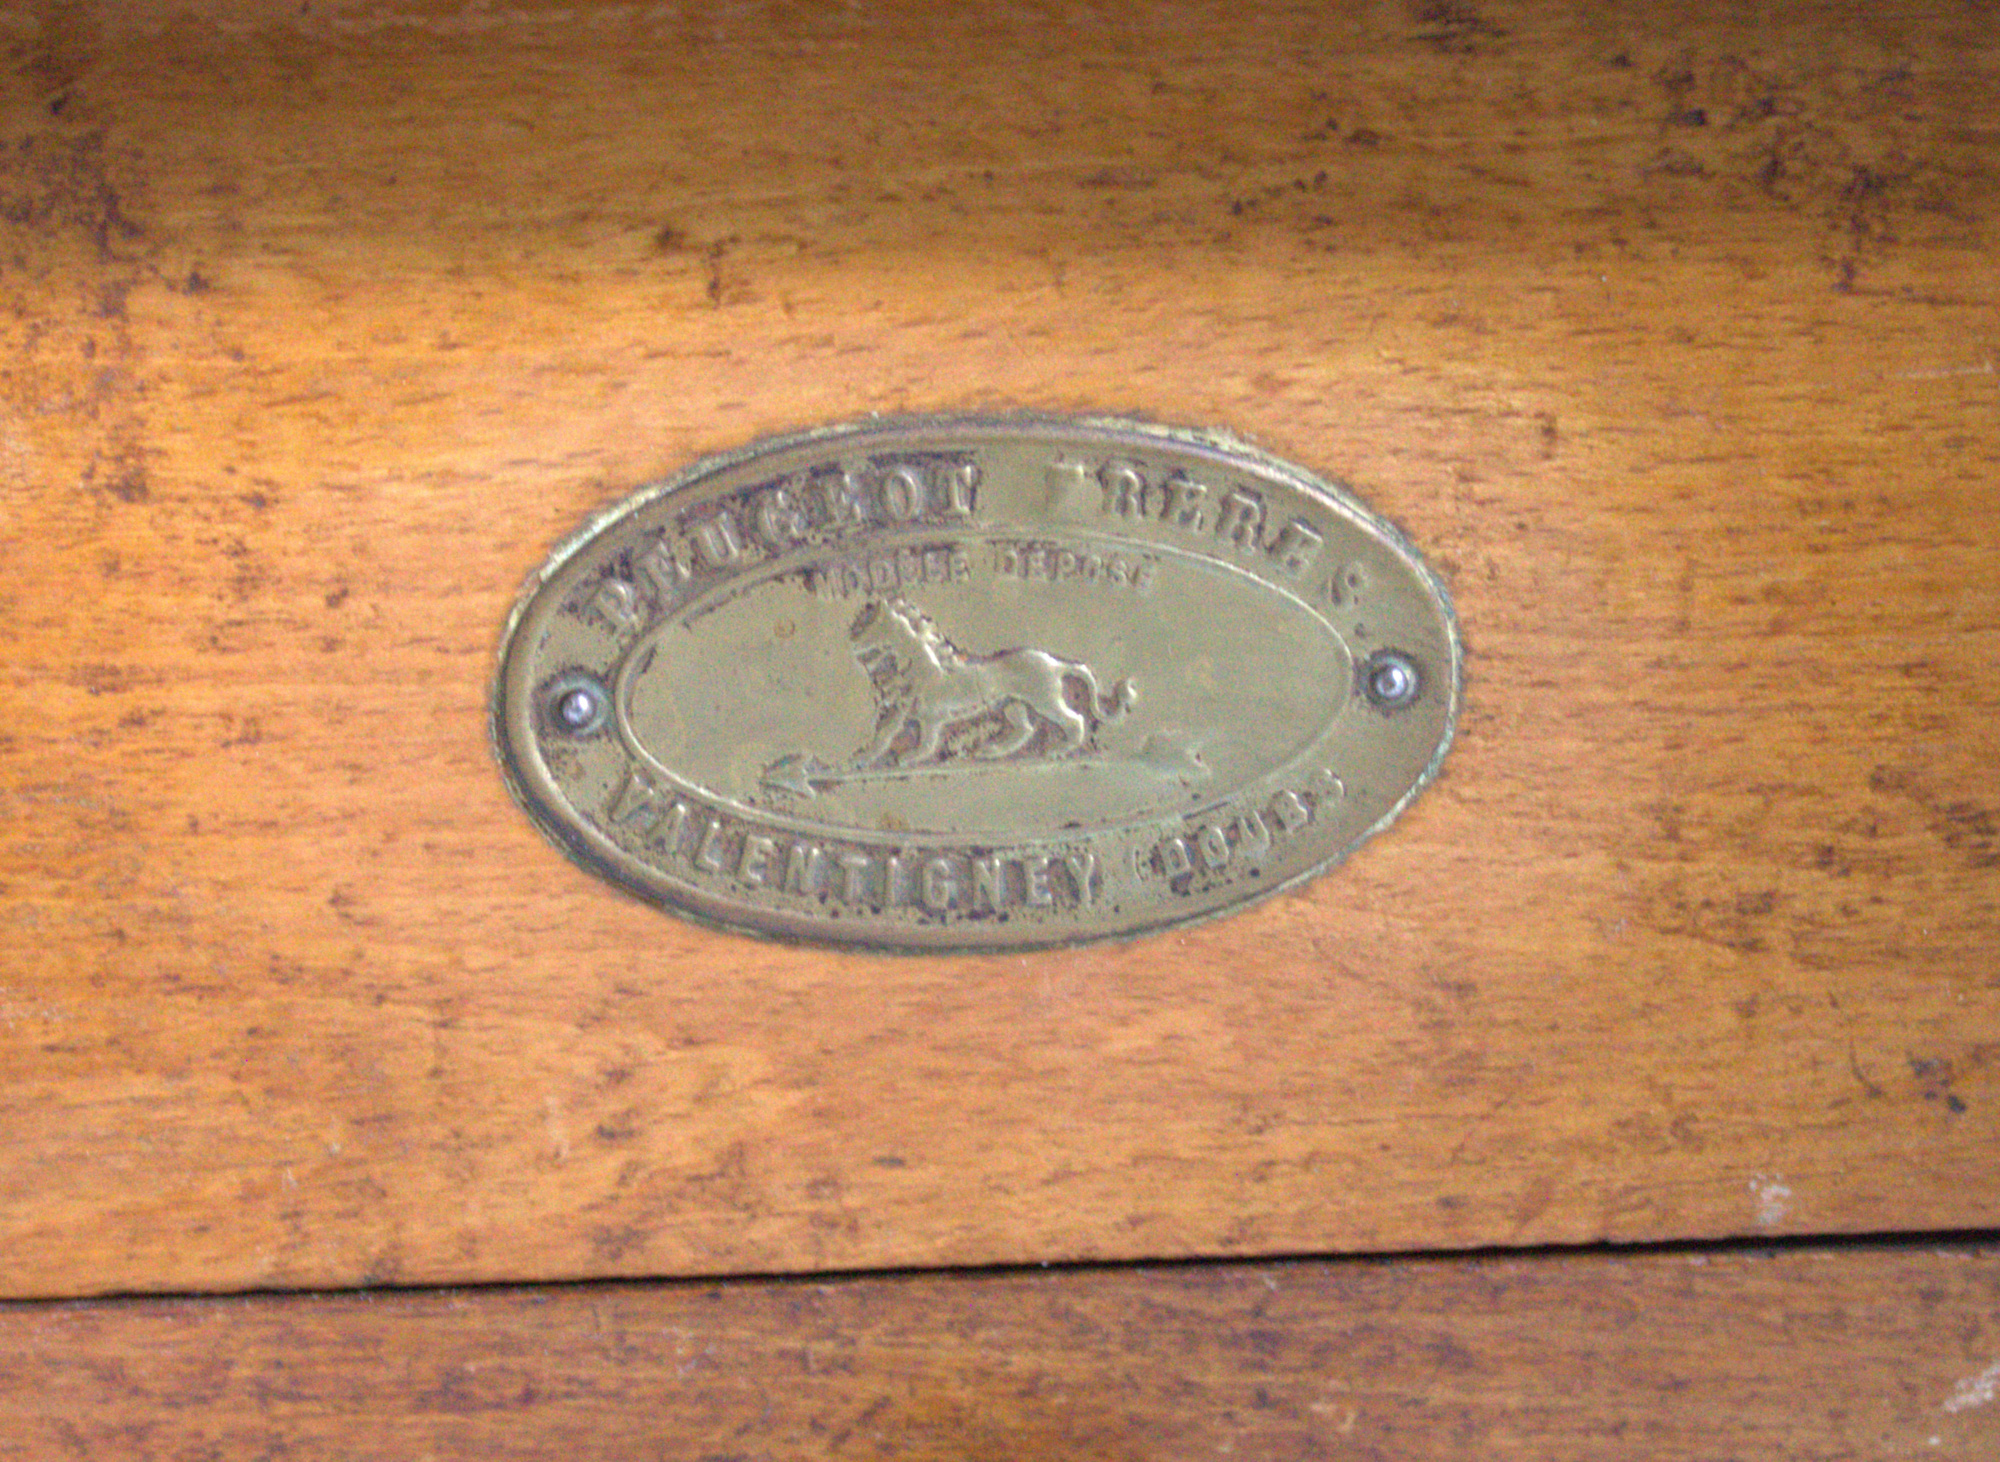 PEUGEOT FRERES
MODELE DEPOSE
VALENTIGNEY (DOUBS